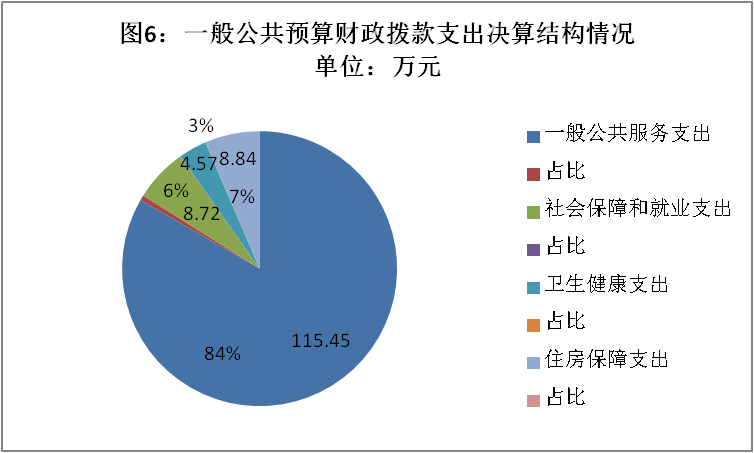 图6：一般公共预算财政拨款支出决算结构情况
单位：万元
3%
4.57
8.84
6%
7%
8.72
84%
115.45
一般公共服务支出
占比
社会保障和就业支出
占比
卫生健康支出
占比
住房保障支出
占比